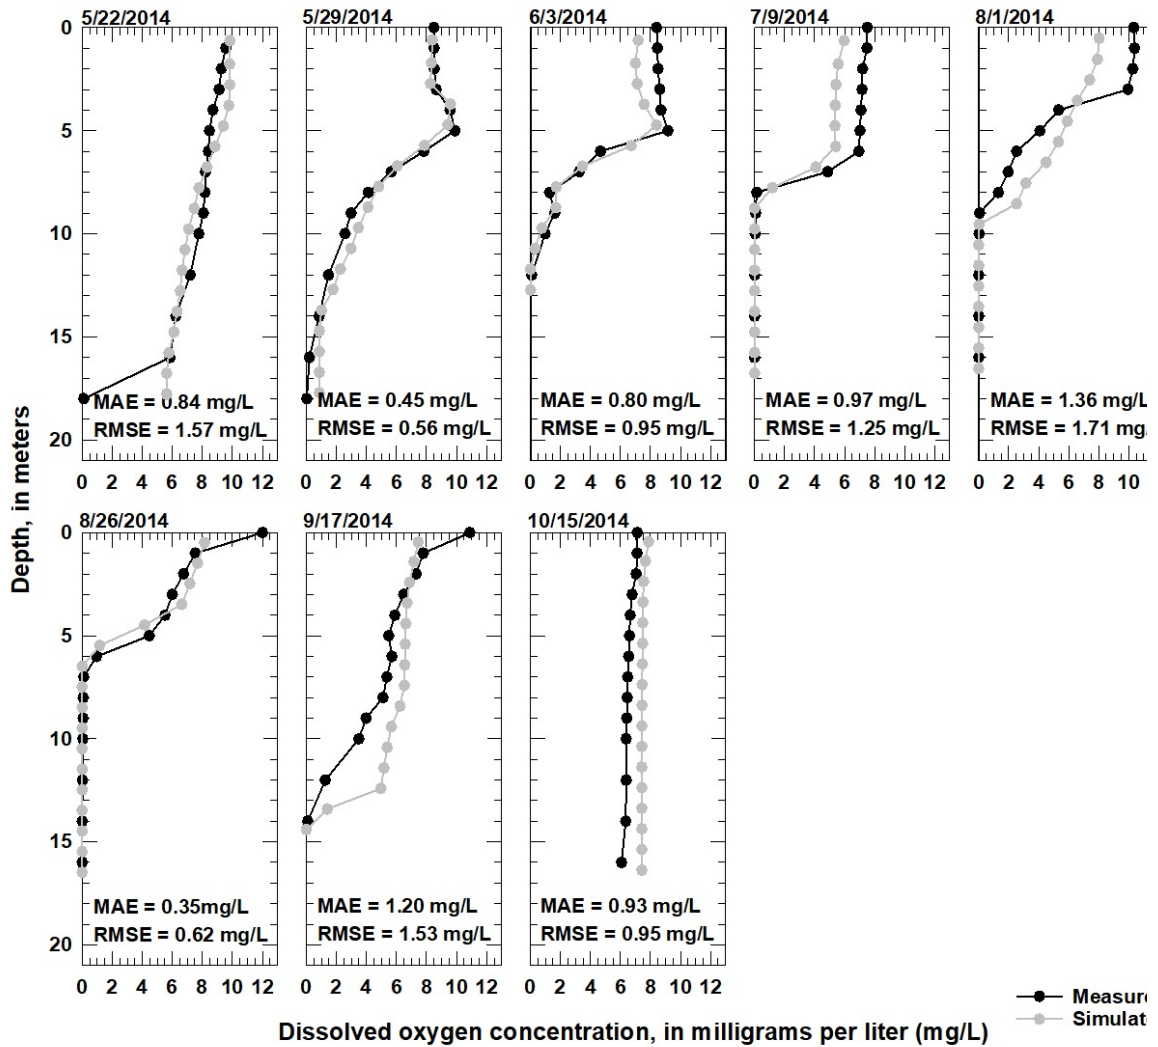 5/22/2014
5/29/2014
6/3/2014
7/9/2014
8/1/2014
0
5
10
15
20
MAE = 0.84 mg/L
RMSE = 1.57 mg/L
MAE = 0.45 mg/L
RMSE = 0.56 mg/L
MAE = 0.80 mg/L
RMSE = 0.95 mg/L
MAE = 0.97 mg/L
RMSE = 1.25 mg/L
MAE = 1.36 mg/L
RMSE = 1.71 mg/
0 2 4 6 8 10 12
0 2 4 6 8 10 12
0 2 4 6 8 10 12
0 2 4 6 8 10 12
0 2 4 6 8 10
Depth, in meters
8/26/2014
9/17/2014
10/15/2014
0
5
10
15
20
MAE = 0.35mg/L
RMSE = 0.62 mg/L
MAE = 1.20 mg/L
RMSE = 1.53 mg/L
MAE = 0.93 mg/L
RMSE = 0.95 mg/L
0 2 4 6 8 10 12
0 2 4 6 8 10 12
0 2 4 6 8 10 12
Measure
Simulat
Dissolved oxygen concentration, in milligrams per liter (mg/L)